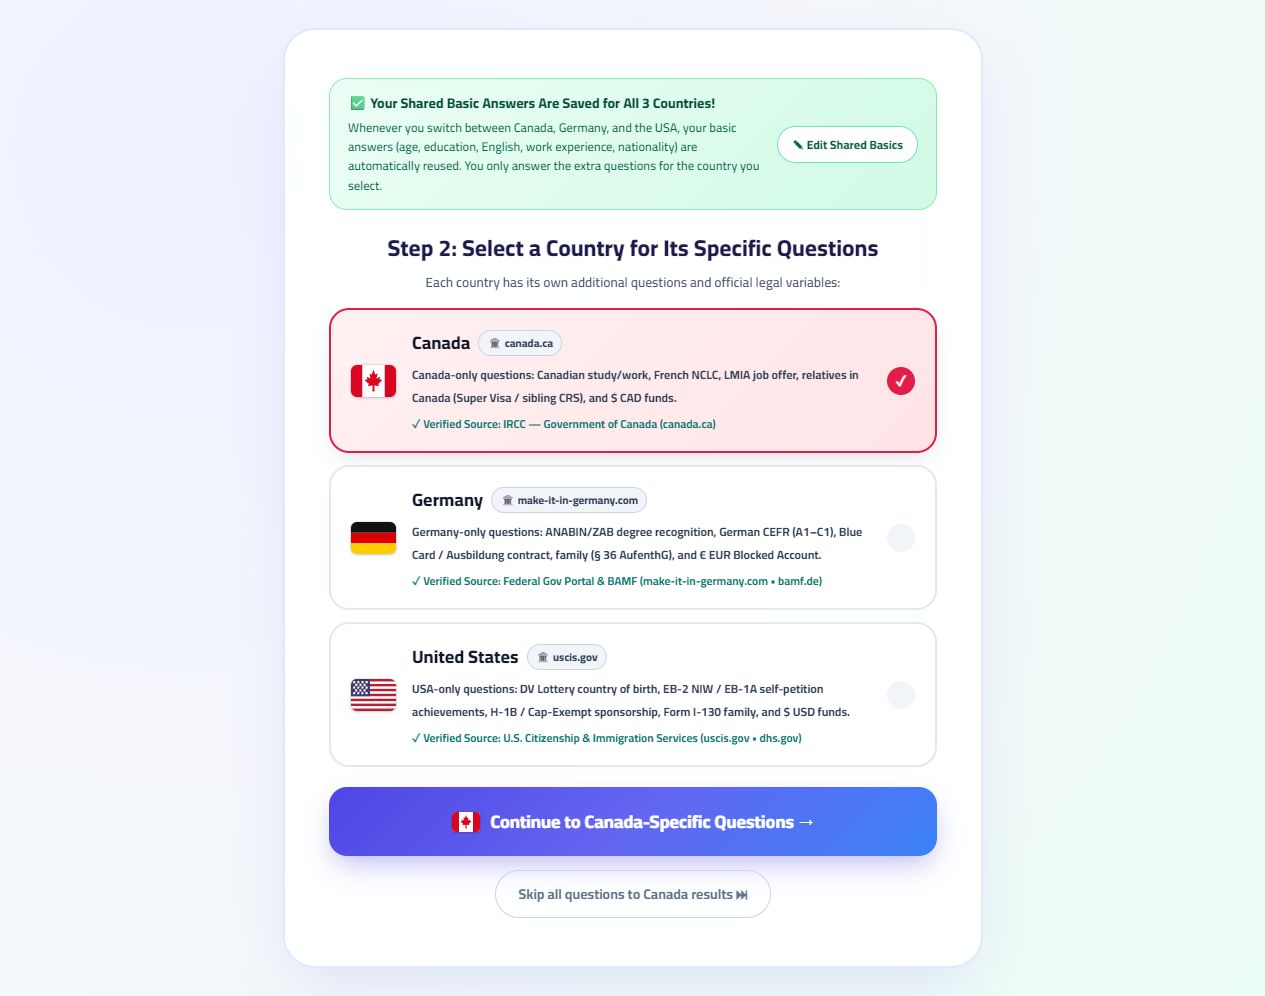 ✅ Your Shared Basic Answers Are Saved for All 3 Countries!
Whenever you switch between Canada, Germany, and the USA, your basic
answers (age, education, English, work experience, nationality) are
automatically reused. You only answer the extra questions for the country you
select.
✏ Edit Shared Basics
Step 2: Select a Country for Its Specific Questions
Each country has its own additional questions and official legal variables:
Canada 🏛 canada.ca
Canada-only questions: Canadian study/work, French NCLC, LMIA job offer, relatives in
Canada (Super Visa / sibling CRS), and $ CAD funds.
✓ Verified Source: IRCC — Government of Canada (canada.ca)
✓
Germany 🏛 make-it-in-germany.com
Germany-only questions: ANABIN/ZAB degree recognition, German CEFR (A1–C1), Blue
Card / Ausbildung contract, family (§ 36 AufenthG), and € EUR Blocked Account.
✓ Verified Source: Federal Gov Portal & BAMF (make-it-in-germany.com • bamf.de)
United States 🏛 uscis.gov
USA-only questions: DV Lottery country of birth, EB-2 NIW / EB-1A self-petition
achievements, H-1B / Cap-Exempt sponsorship, Form I-130 family, and $ USD funds.
✓ Verified Source: U.S. Citizenship & Immigration Services (uscis.gov • dhs.gov)
Continue to Canada-Specific Questions →
Skip all questions to Canada results ⏭